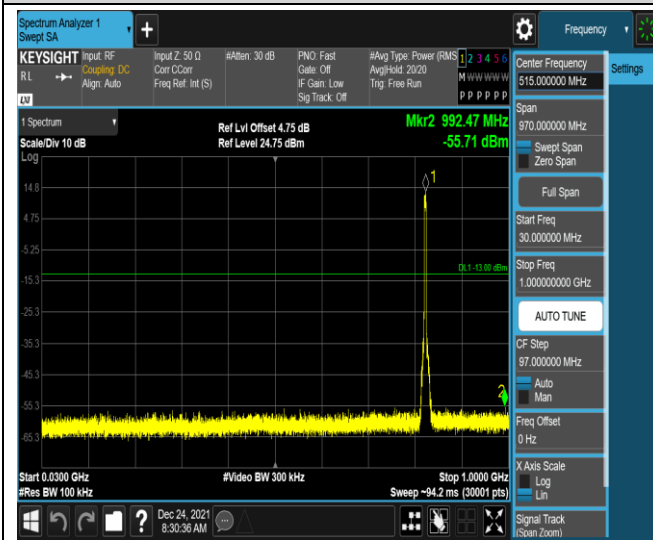 Spectrum Analyzer 1
Swept SA
+
Frequency
KEYSIGHT
RL
LXI
Input: RF
Coupling: DC
Align: Auto
Input Z: 50 Ω
Corr CCorr
Freq Ref: Int (S)
#Atten: 30 dB
PNO: Fast
Gate: Off
IF Gain: Low
Sig Track: Off
#Avg Type: Power (RMS
Avg|Hold: 20/20
Trig: Free Run
1 2 3 4 5 6
M W W W W W
P P P P P P
Center Frequency
515.000000 MHz
Settings
1 Spectrum
Scale/Div 10 dB
Log
Ref Lvl Offset 4.75 dB
Ref Level 24.75 dBm
Mkr2 992.47 MHz
-55.71 dBm
Span
970.000000 MHz
Swept Span
Zero Span
Full Span
Start Freq
30.000000 MHz
Stop Freq
1.000000000 GHz
AUTO TUNE
CF Step
97.000000 MHz
Auto
Man
Freq Offset
0 Hz
X Axis Scale
Log
Lin
Signal Track
(Span Zoom)
1
14.8
4.75
-5.25
DL1 -13.00 dBm
-15.3
-25.3
-35.3
-45.3
2
-55.3
-65.3
Start 0.0300 GHz
#Res BW 100 kHz
#Video BW 300 kHz
Stop 1.0000 GHz
Sweep ~94.2 ms (30001 pts)
?
Dec 24, 2021
8:30:36 AM